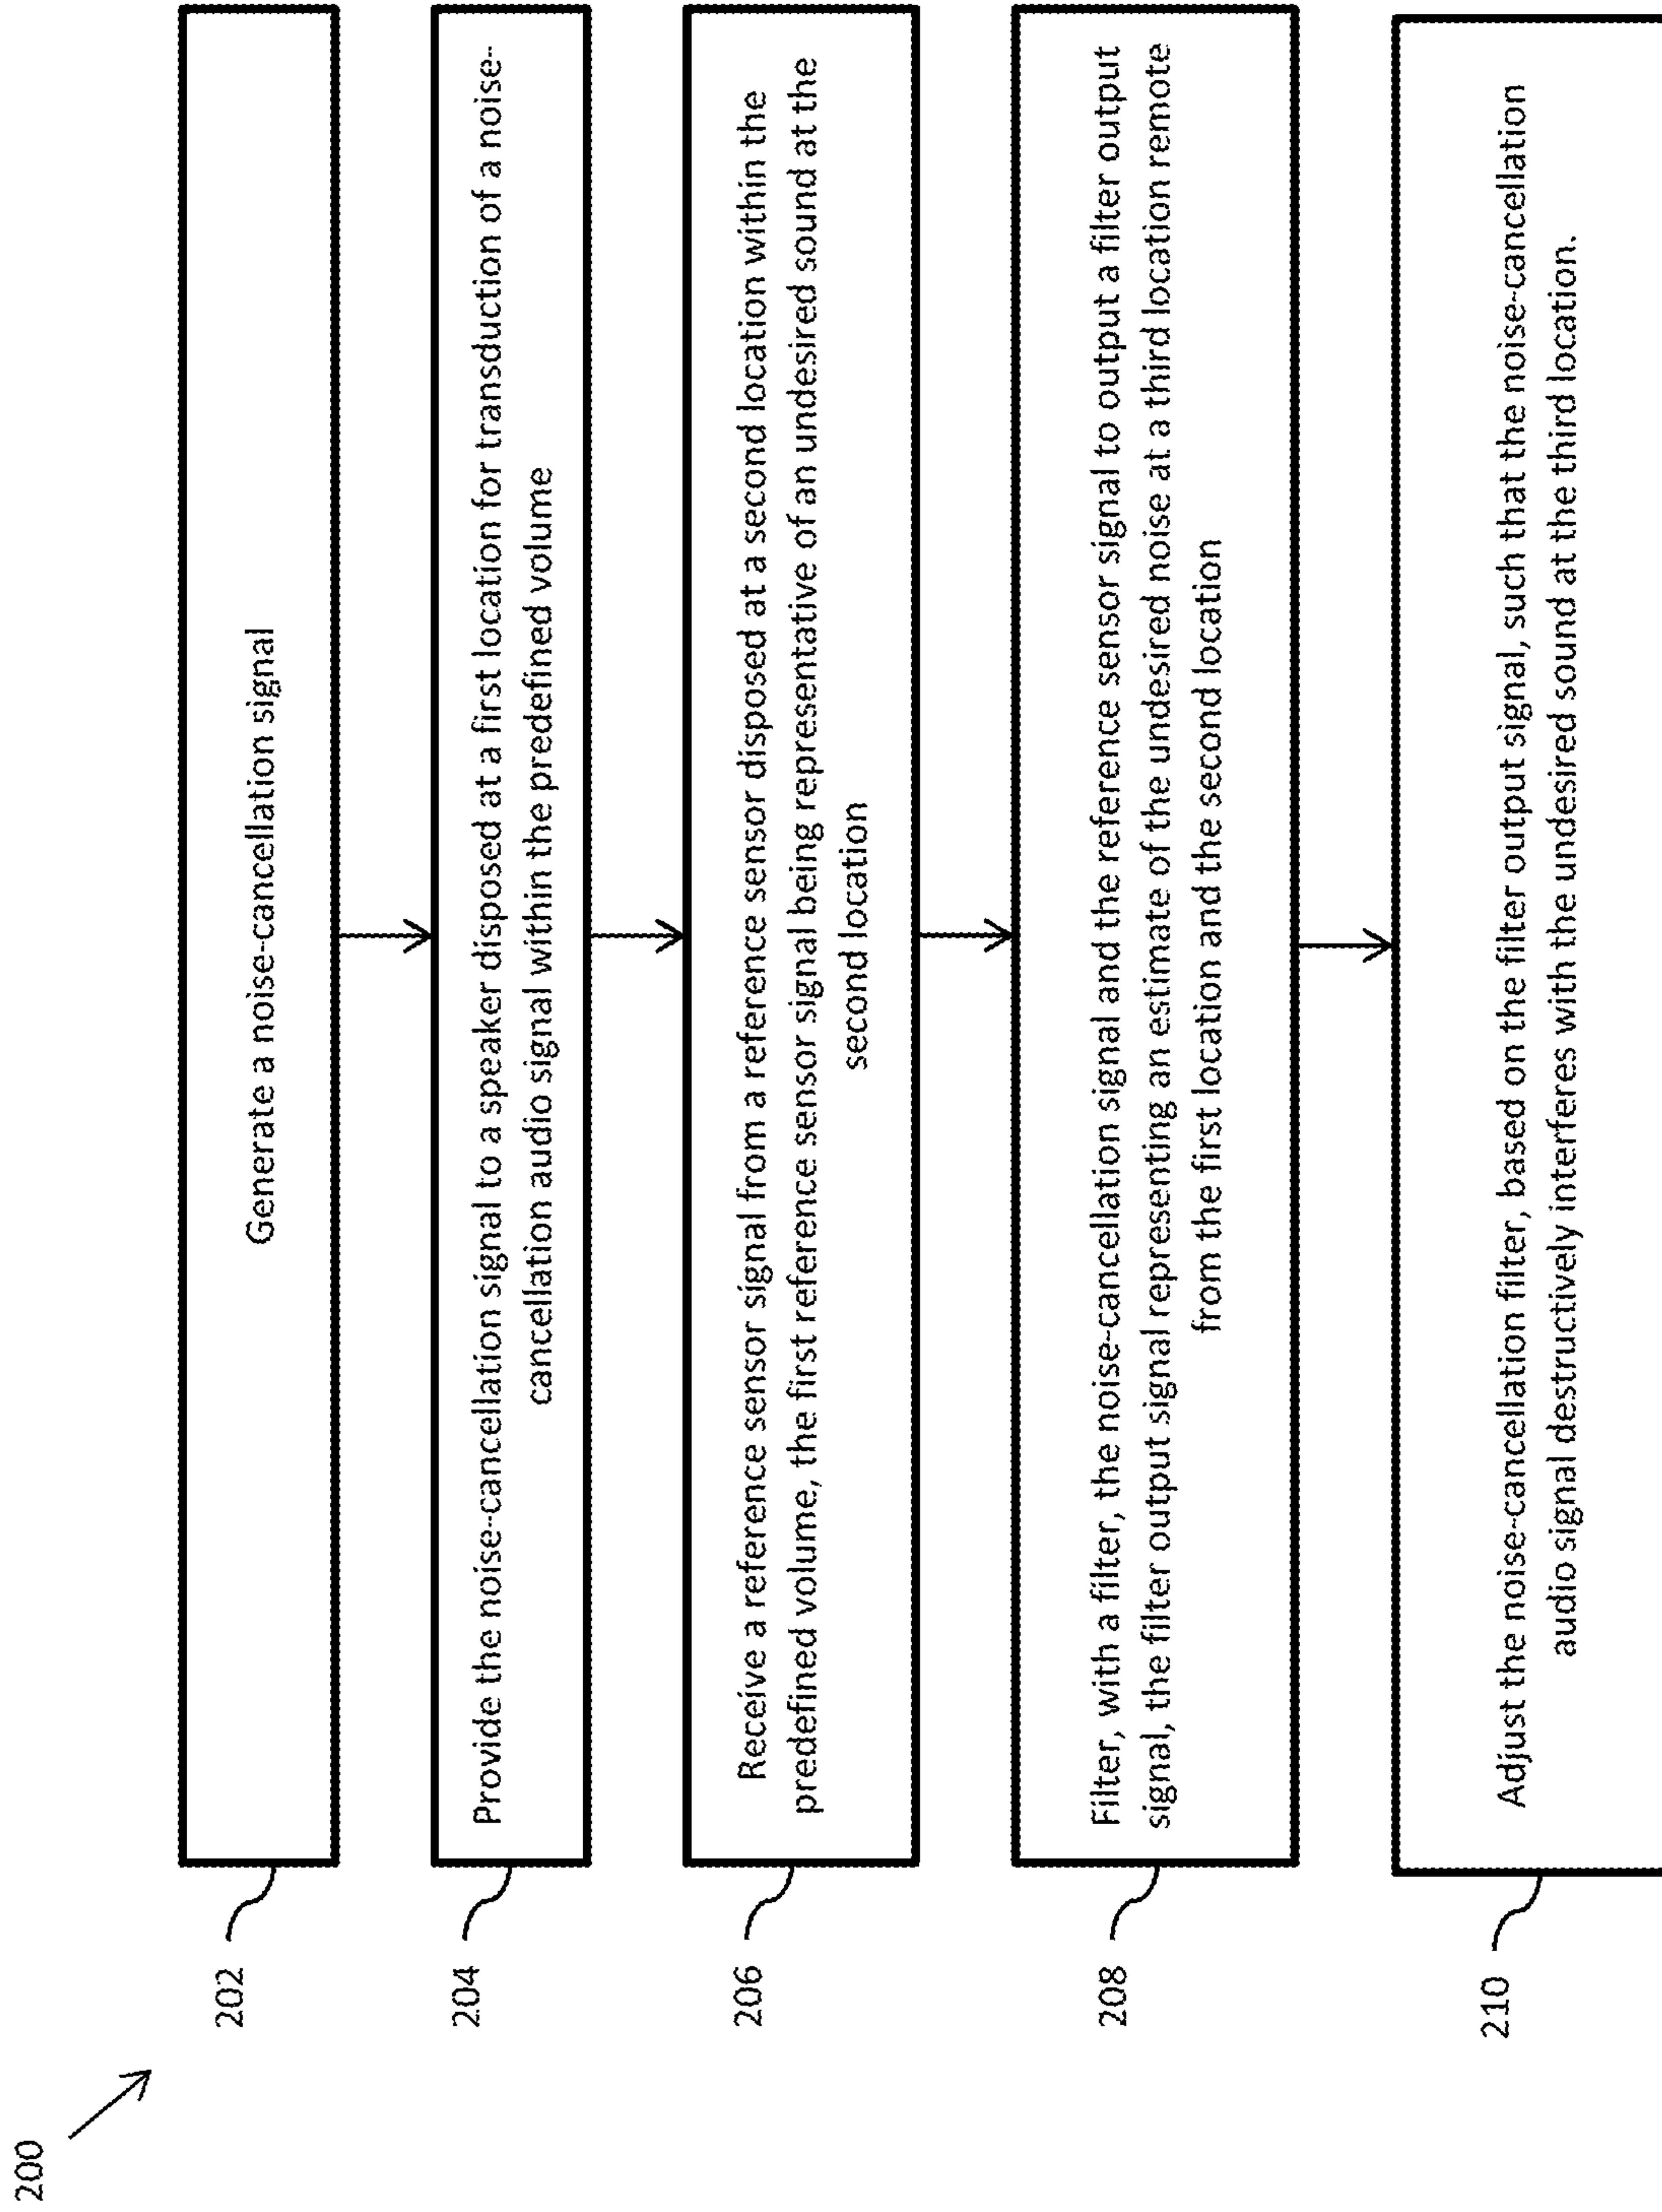 200
202
Generate a noise-cancellation signal
204
Provide the noise-cancellation signal to a speaker disposed at a first location for transduction of a noise-
cancellation audio signal within the predefined volume
206
Receive a reference sensor signal from a reference sensor disposed at a second location within the
predefined volume, the first reference sensor signal being representative of an undesired sound at the
second location
208
Filter, with a filter, the noise-cancellation signal and the reference sensor signal to output a filter output
signal, the filter output signal representing an estimate of the undesired noise at a third location remote
from the first location and the second location
210
Adjust the noise-cancellation filter, based on the filter output signal, such that the noise-cancellation
audio signal destructively interferes with the undesired sound at the third location.